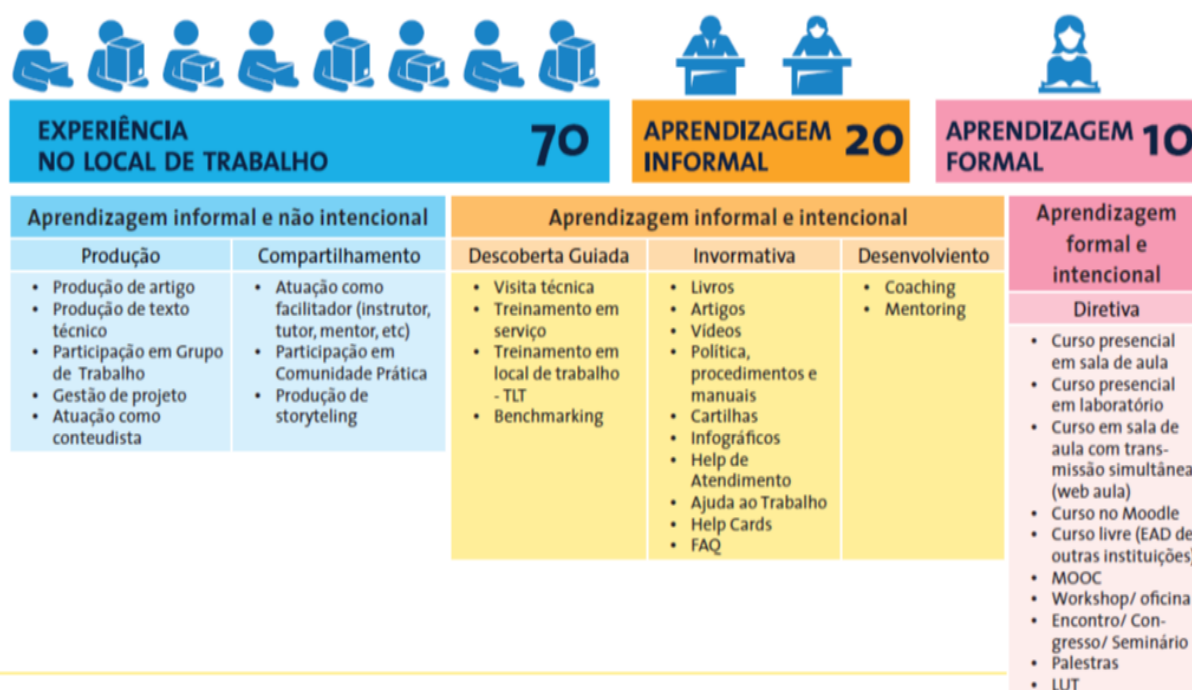 EXPERIÊNCIA
NO LOCAL DE TRABALHO
70
APRENDIZAGEM
INFORMAL
20
APRENDIZAGEM
FORMAL
10
Aprendizagem informal e não intencional
Produção
• Produção de artigo
• Produção de texto
técnico
• Participação em Grupo
de Trabalho
• Gestão de projeto
• Atuação como
conteudista
Compartilhamento
• Atuação como
facilitador (instrutor,
tutor, mentor, etc)
• Participação em
Comunidade Prática
• Produção de
storyteling
Aprendizagem informal e intencional
Descoberta Guiada
• Visita técnica
• Treinamento em
serviço
• Treinamento em
local de trabalho
- TLT
• Benchmarking
Invormativa
• Livros
• Artigos
• Vídeos
• Política,
procedimentos e
manuais
• Cartilhas
• Infográficos
• Help de
Atendimento
• Ajuda ao Trabalho
• Help Cards
• FAQ
Desenvolviento
• Coaching
• Mentoring
Aprendizagem
formal e
intencional
Diretiva
• Curso presencial
em sala de aula
• Curso presencial
em laboratório
• Curso em sala de
aula com trans-
missão simultânea
(web aula)
• Curso no Moodle
• Curso livre (EAD de
outras instituições)
• MOOC
• Workshop/ oficina
• Encontro/ Con-
gresso/ Seminário
• Palestras
• LUT